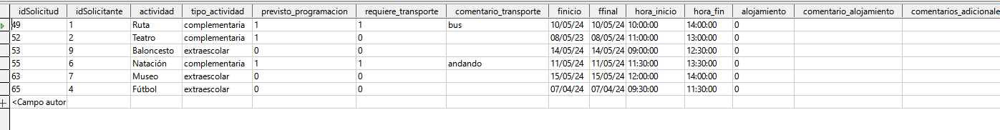 idSolicitud idSolicitante actividad tipo_actividad previsto_programacion requiere_transporte comentario_transporte finicio ffinal hora_inicio hora_fin alojamiento comentario_alojamiento comentarios_adicionale
49 1 Ruta complementaria 1 1 bus 10/05/24 10/05/24 10:00:00 14:00:00 0
52 2 Teatro complementaria 1 0 08/05/23 08/05/24 11:00:00 13:00:00 0
53 9 Baloncesto extraescolar 0 0 14/05/24 14/05/24 09:00:00 12:30:00 0
55 6 Natación complementaria 1 1 andando 11/05/24 11/05/24 11:30:00 13:30:00 0
63 7 Museo extraescolar 0 0 15/05/24 15/05/24 12:00:00 14:00:00 0
65 4 Fútbol extraescolar 0 0 07/04/24 07/04/24 09:30:00 11:30:00 0
<Campo autor